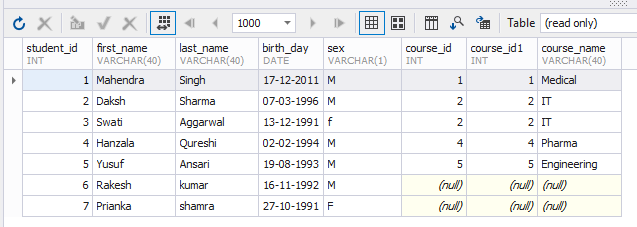 1000 Table (read only)
student_id first_name last_name birth_day sex course_id course_id1 course_name
INT VARCHAR(40) VARCHAR(40) DATE VARCHAR(1) INT INT VARCHAR(40)
1 Mahendra Singh 17-12-2011 M 1 1 Medical
2 Daksh Sharma 07-03-1996 M 2 2 IT
3 Swati Aggarwal 13-12-1991 f 2 2 IT
4 Hanzala Qureshi 02-02-1994 M 4 4 Pharma
5 Yusuf Ansari 19-08-1993 M 5 5 Engineering
6 Rakesh kumar 16-11-1992 M (null) (null) (null)
7 Prianka shamra 27-10-1991 F (null) (null) (null)